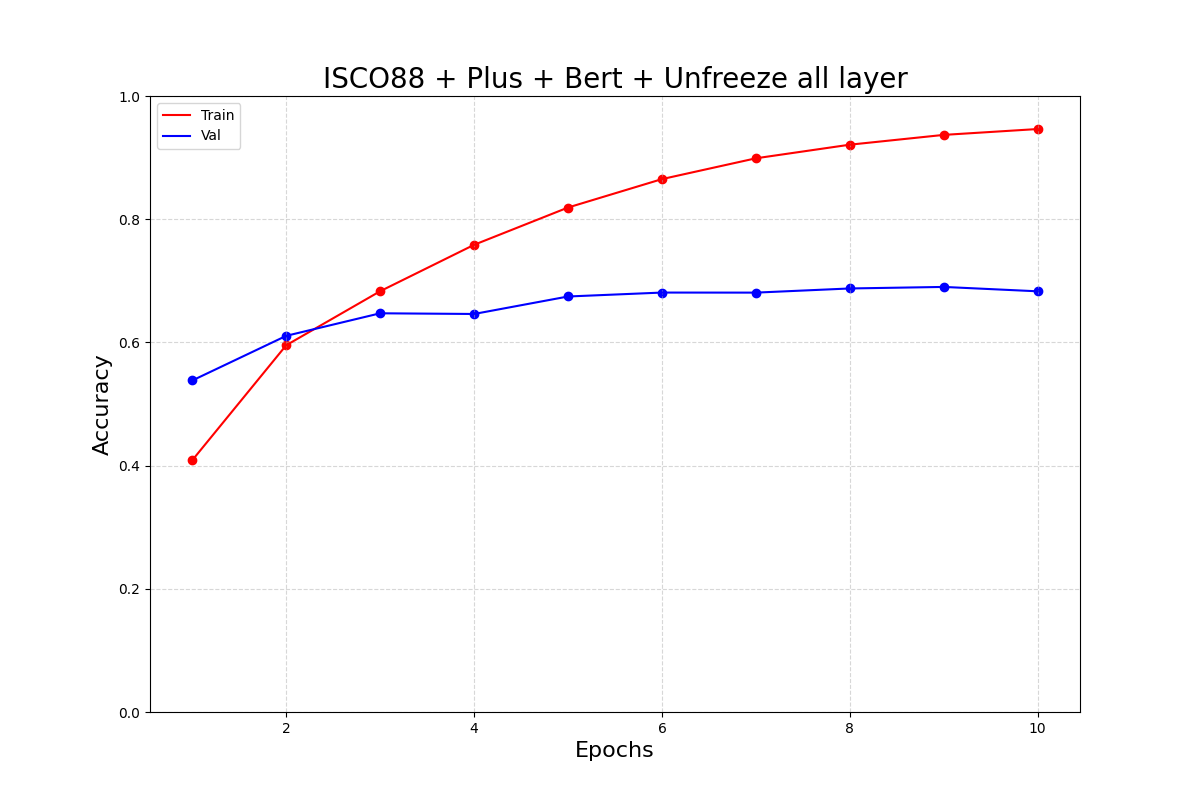 ISCO88 + Plus + Bert + Unfreeze all layer
Train
Val
1.0
0.8
0.6
0.4
0.2
0.0
Accuracy
2 4 6 8 10
Epochs